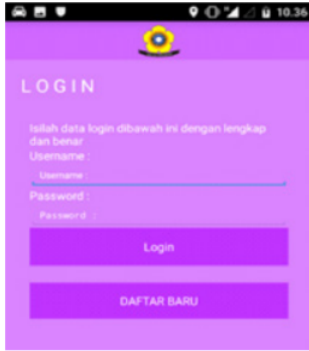 10.36
LOGIN
Isilah data login dibawah ini dengan lengkap
dan benar
Username :
Username :
Password :
Password :
Login
DAFTAR BARU